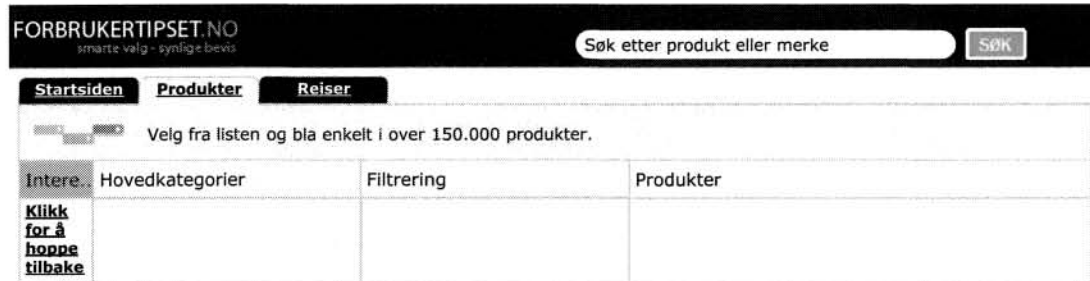 FORBRUKERTIPSET.NO
smarte valg - synlige bevis
Søk etter produkt eller merke
SØK
Startsiden Produkter Reiser
Velg fra listen og bla enkelt i over 150.000 produkter.
Intere.. Hovedkategorier Filtrering Produkter
Klikk
for å
hoppe
tilbake